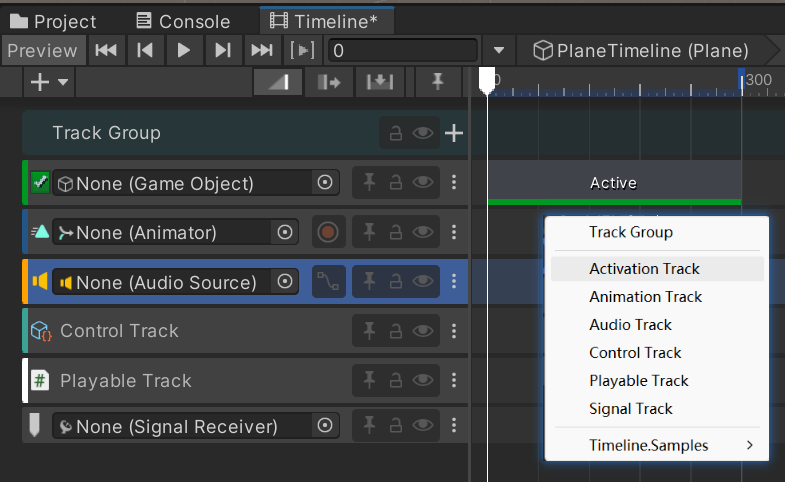 Project
Console
Timeline*
Preview
0
PlaneTimeline (Plane)
0
300
Track Group
None (Game Object)
Active
None (Animator)
None (Audio Source)
Control Track
Playable Track
None (Signal Receiver)
Track Group
Activation Track
Animation Track
Audio Track
Control Track
Playable Track
Signal Track
Timeline.Samples